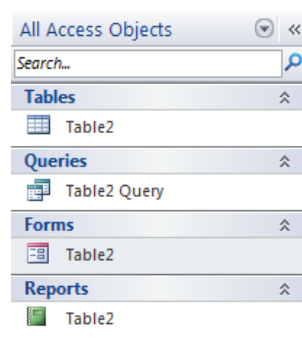 All Access Objects
Search...
Tables
Table2
Queries
Table2 Query
Forms
Table2
Reports
Table2